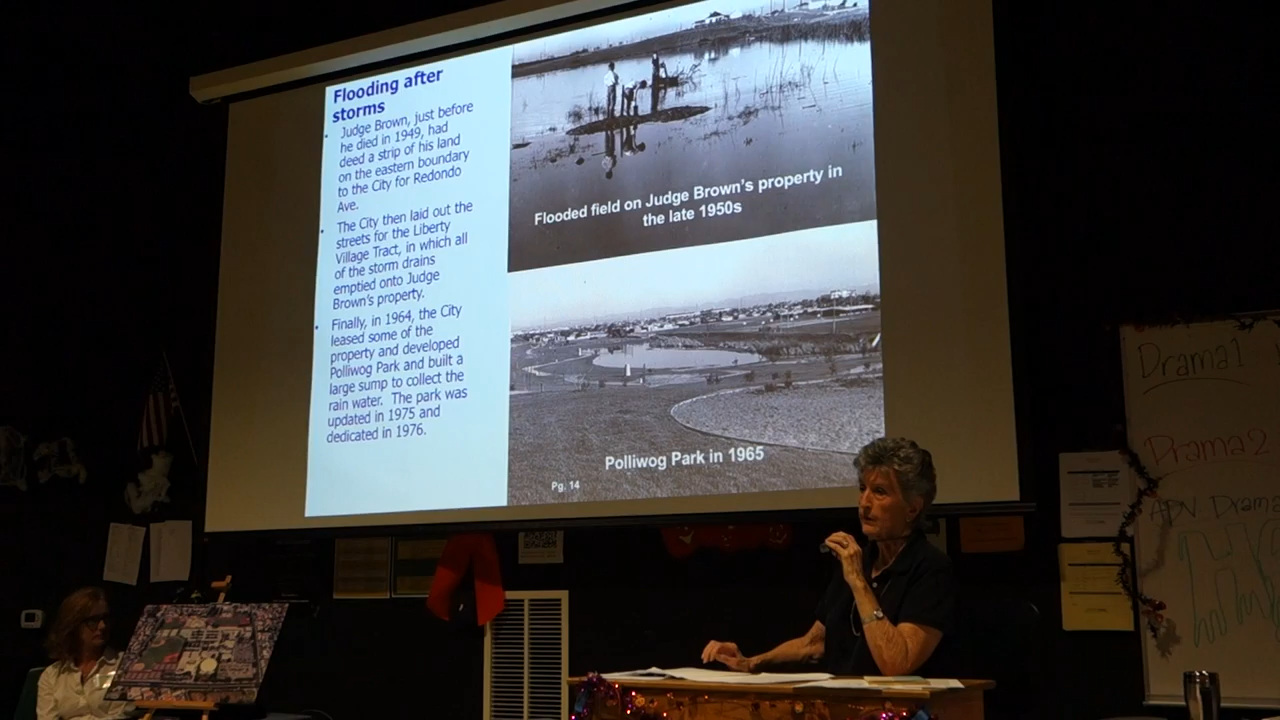 Flooding after
storms
Judge Brown, just before
he died in 1949, had
deed a strip of his land
on the eastern boundary
to the City for Redondo
Ave.
The City then laid out the
streets for the Liberty
Village Tract, in which all
of the storm drains
emptied onto Judge
Brown's property.
Finally, in 1964, the City
leased some of the
property and developed
Polliwog Park and built a
large sump to collect the
rain water. The park was
updated in 1975 and
dedicated in 1976.
Flooded field on Judge Brown's property in
the late 1950s
Polliwog Park in 1965
Pg. 14
Drama1
Drama2
Adv Drama